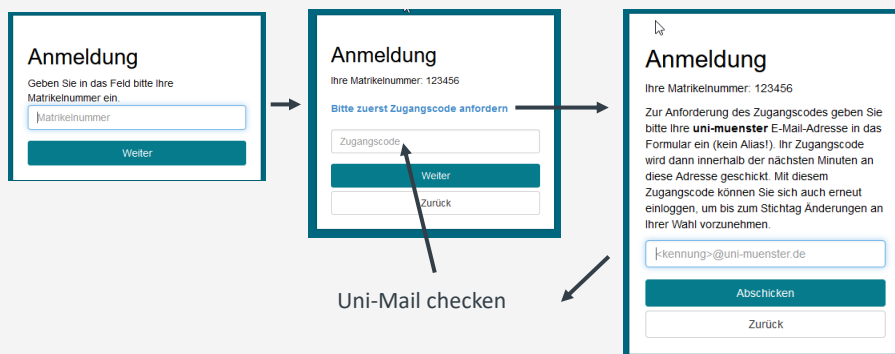 Anmeldung
Geben Sie in das Feld bitte Ihre
Matrikelnummer ein.
Matrikelnummer
Weiter
Anmeldung
Ihre Matrikelnummer: 123456
Bitte zuerst Zugangscode anfordern
Zugangscode
Weiter
Zurück
Uni-Mail checken
Anmeldung
Ihre Matrikelnummer: 123456
Zur Anforderung des Zugangscodes geben Sie
bitte Ihre uni-muenster E-Mail-Adresse in das
Formular ein (kein Alias!). Ihr Zugangscode
wird dann innerhalb der nächsten Minuten an
diese Adresse geschickt. Mit diesem
Zugangscode können Sie sich auch erneut
einloggen, um bis zum Stichtag Änderungen an
Ihrer Wahl vorzunehmen.
<kennung>@uni-muenster.de
Abschicken
Zurück